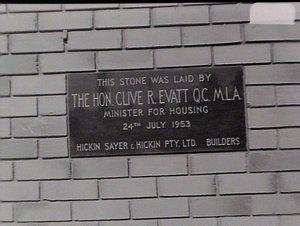 THIS STONE WAS LAID BY
THE HON. CLIVE R. EVATT Q.C. M.L.A.
MINISTER FOR HOUSING
24TH JULY 1953
HICKIN SAYER & HICKIN PTY. LTD. BUILDERS